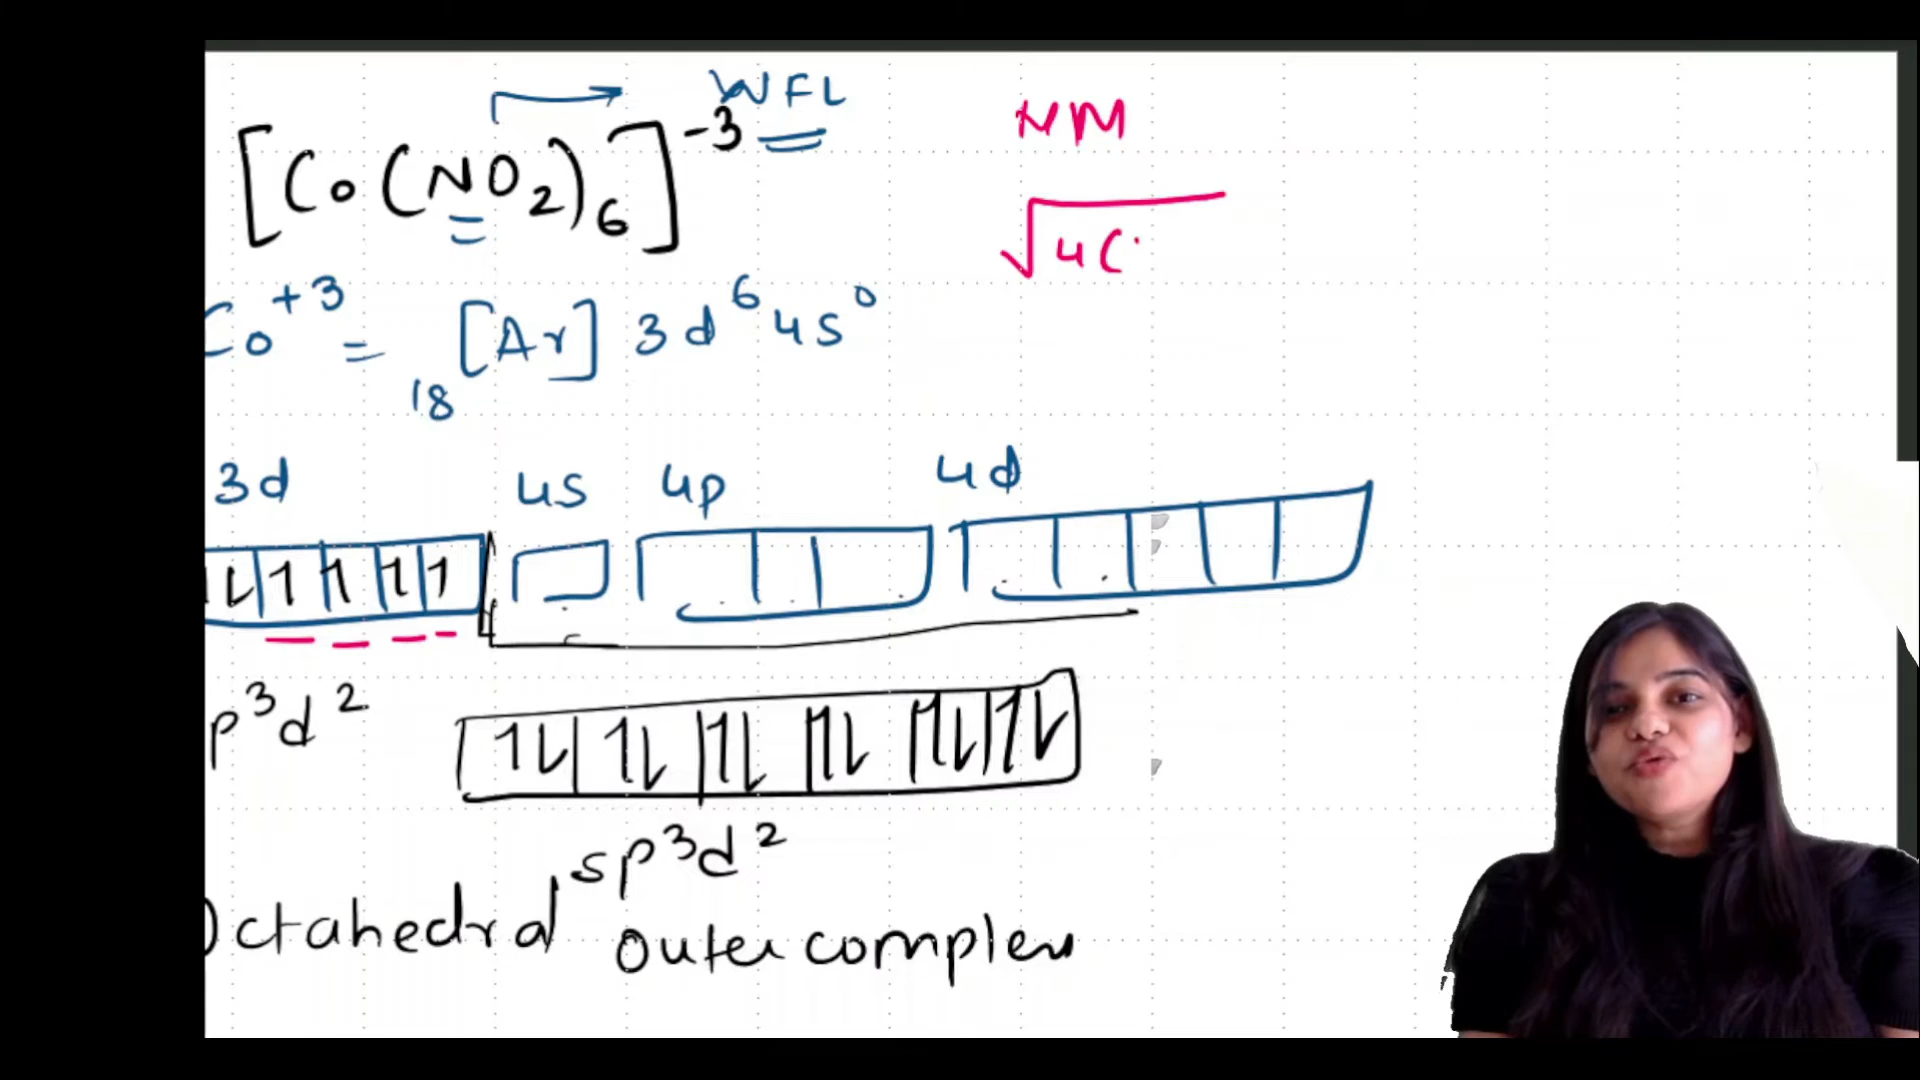 WFL
[Co(NO2)6]-3
NM
√4(
Co+3 = 18[Ar] 3d6 4s0
3d 4s 4p 4d
p3d2
sp3d2
Octahedral
outer complex